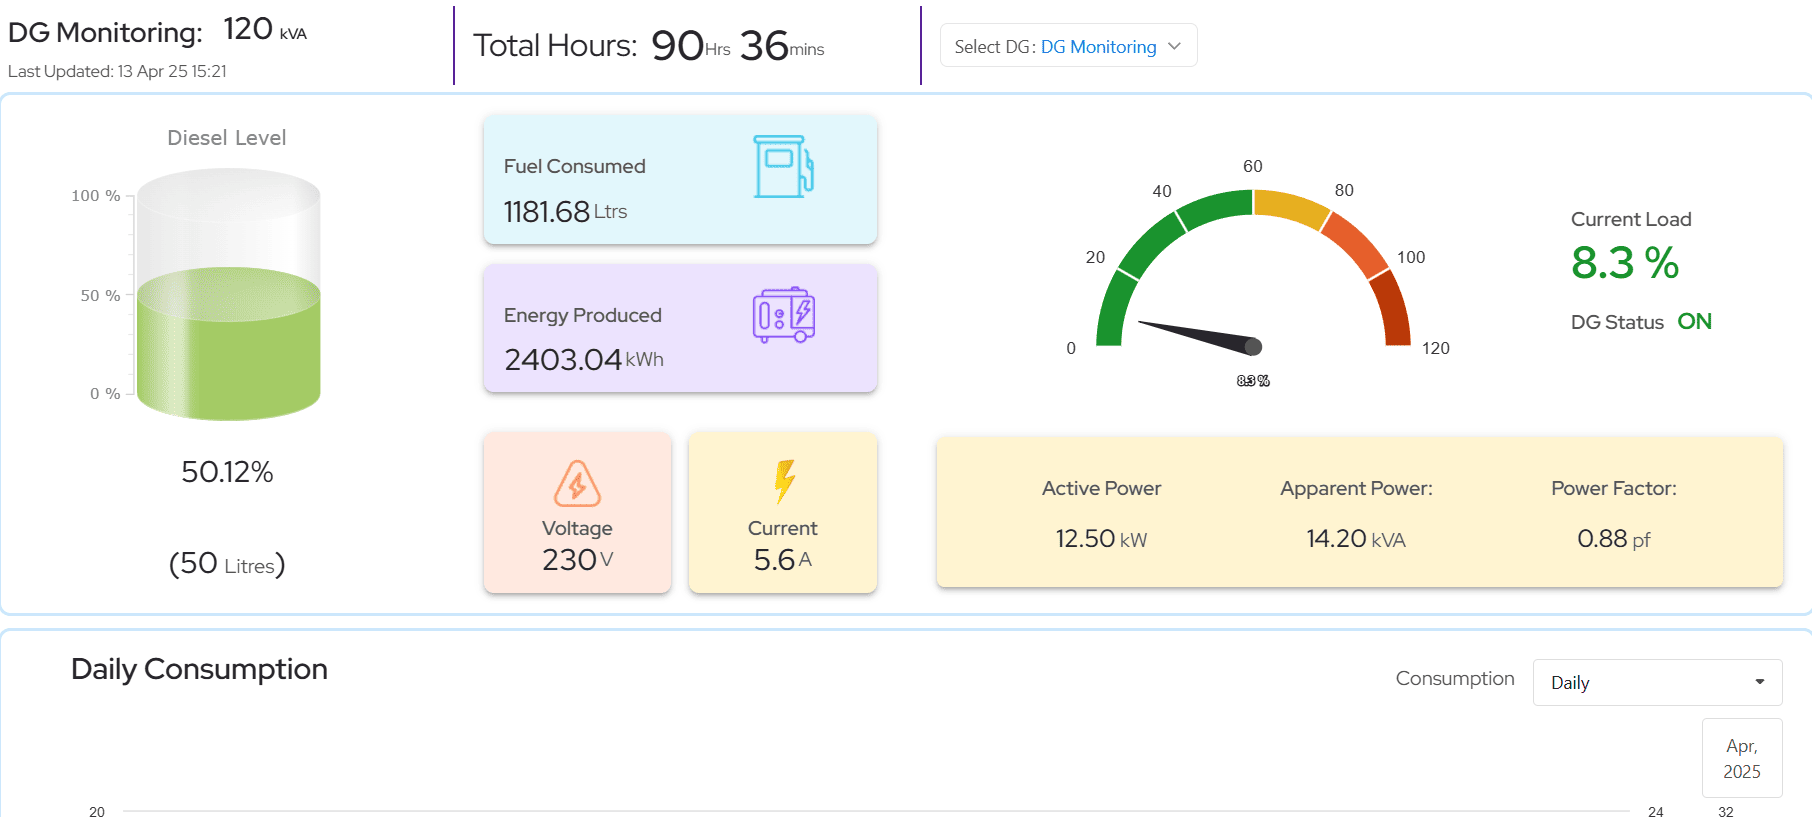 DG Monitoring: 120 kVA
Last Updated: 13 Apr 25 15:21
Total Hours: 90 Hrs 36 mins
Select DG: DG Monitoring
Diesel Level
100 %
50 %
0 %
50.12%
(50 Litres)
Fuel Consumed
1181.68 Ltrs
Energy Produced
2403.04 kWh
Voltage
230 V
Current
5.6 A
0
20
40
60
80
100
120
8.3 %
Current Load
8.3 %
DG Status ON
Active Power
12.50 kW
Apparent Power:
14.20 kVA
Power Factor:
0.88 pf
Daily Consumption
Consumption
Daily
Apr,
2025
20
24
32